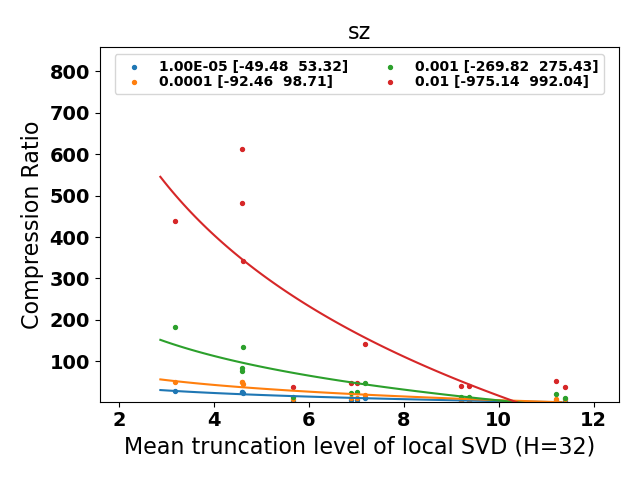 sz
1.00E-05 [-49.48  53.32]
0.0001 [-92.46  98.71]
0.001 [-269.82  275.43]
0.01 [-975.14  992.04]
Compression Ratio
800
700
600
500
400
300
200
100
2 4 6 8 10 12
Mean truncation level of local SVD (H=32)